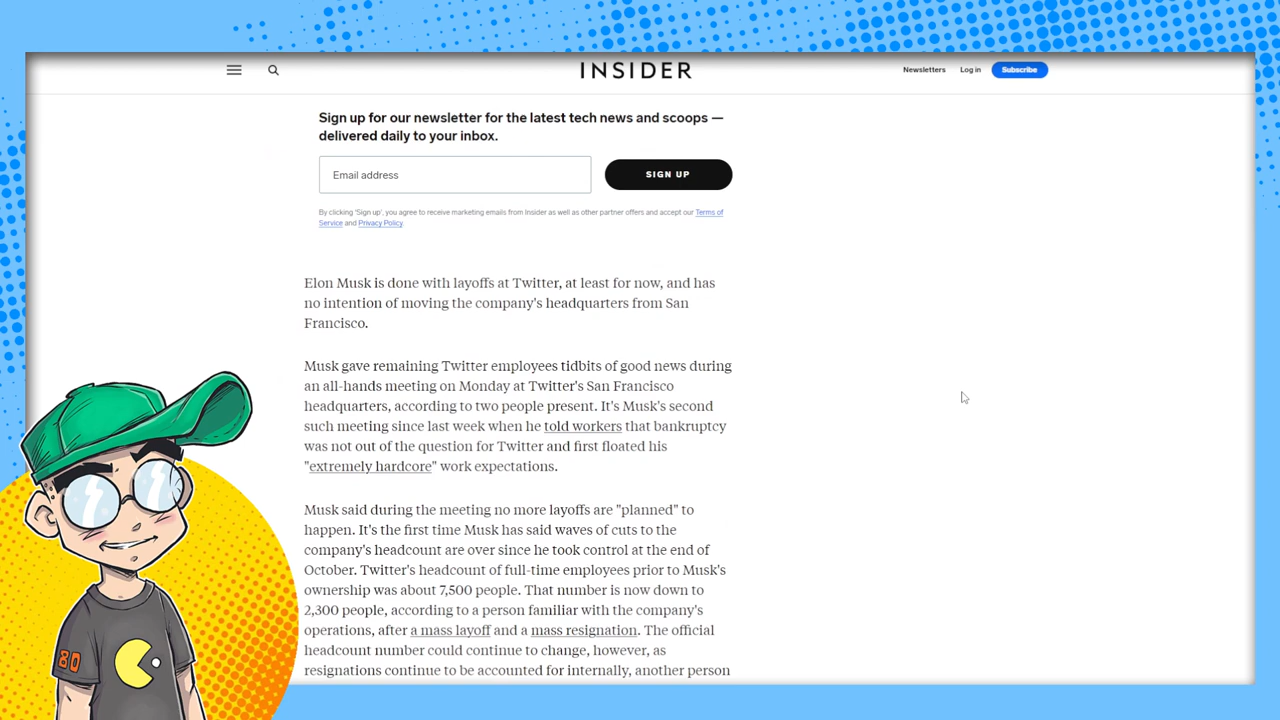 INSIDER
Newsletters Log in Subscribe
Sign up for our newsletter for the latest tech news and scoops —
delivered daily to your inbox.
Email address
SIGN UP
By clicking 'Sign up', you agree to receive marketing emails from Insider as well as other partner offers and accept our Terms of
Service and Privacy Policy.
Elon Musk is done with layoffs at Twitter, at least for now, and has
no intention of moving the company's headquarters from San
Francisco.
Musk gave remaining Twitter employees tidbits of good news during
an all-hands meeting on Monday at Twitter's San Francisco
headquarters, according to two people present. It's Musk's second
such meeting since last week when he told workers that bankruptcy
was not out of the question for Twitter and first floated his
"extremely hardcore" work expectations.
Musk said during the meeting no more layoffs are "planned" to
happen. It's the first time Musk has said waves of cuts to the
company's headcount are over since he took control at the end of
October. Twitter's headcount of full-time employees prior to Musk's
ownership was about 7,500 people. That number is now down to
2,300 people, according to a person familiar with the company's
operations, after a mass layoff and a mass resignation. The official
headcount number could continue to change, however, as
resignations continue to be accounted for internally, another person
80